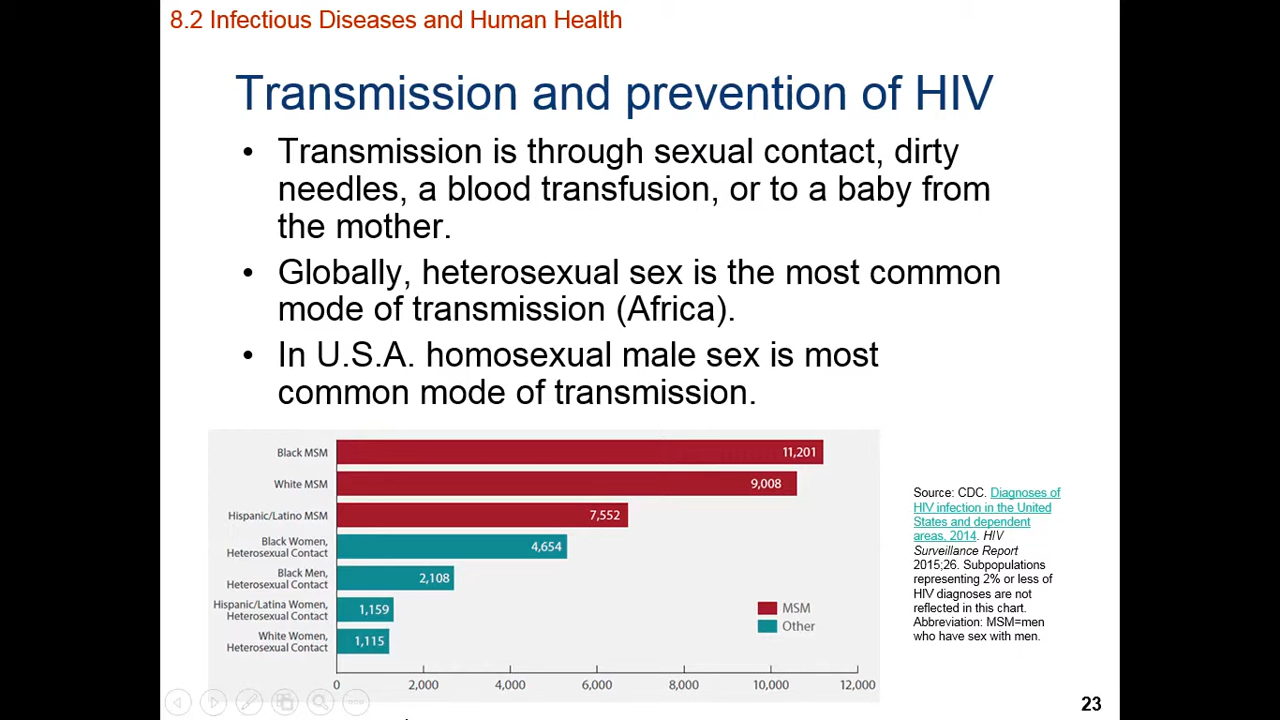 8.2 Infectious Diseases and Human Health
Transmission and prevention of HIV
• Transmission is through sexual contact, dirty
needles, a blood transfusion, or to a baby from
the mother.
• Globally, heterosexual sex is the most common
mode of transmission (Africa).
• In U.S.A. homosexual male sex is most
common mode of transmission.
Black MSM 11,201
White MSM 9,008
Hispanic/Latino MSM 7,552
Black Women,
Heterosexual Contact 4,654
Black Men,
Heterosexual Contact 2,108
Hispanic/Latina Women,
Heterosexual Contact 1,159
White Women,
Heterosexual Contact 1,115
MSM
Other
0 2,000 4,000 6,000 8,000 10,000 12,000
Source: CDC. Diagnoses of
HIV infection in the United
States and dependent
areas, 2014. HIV
Surveillance Report
2015;26. Subpopulations
representing 2% or less of
HIV diagnoses are not
reflected in this chart.
Abbreviation: MSM=men
who have sex with men.
23